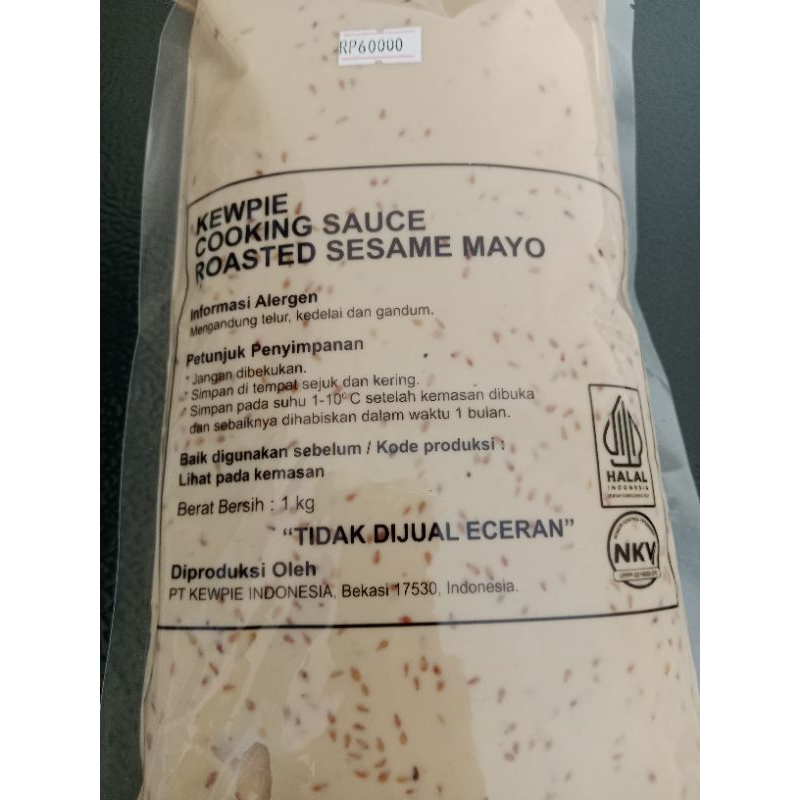 RP60000
KEWPIE
COOKING SAUCE
ROASTED SESAME MAYO
Informasi Alergen
Mengandung telur, kedelai dan gandum.
Petunjuk Penyimpanan
* Jangan dibekukan.
* Simpan di tempat sejuk dan kering.
* Simpan pada suhu 1-10°C setelah kemasan dibuka
dan sebaiknya dihabiskan dalam waktu 1 bulan.
Baik digunakan sebelum / Kode produksi :
Lihat pada kemasan
Berat Bersih : 1 kg
"TIDAK DIJUAL ECERAN"
Diproduksi Oleh
PT KEWPIE INDONESIA, Bekasi 17530, Indonesia.
HALAL
INDONESIA
NKV